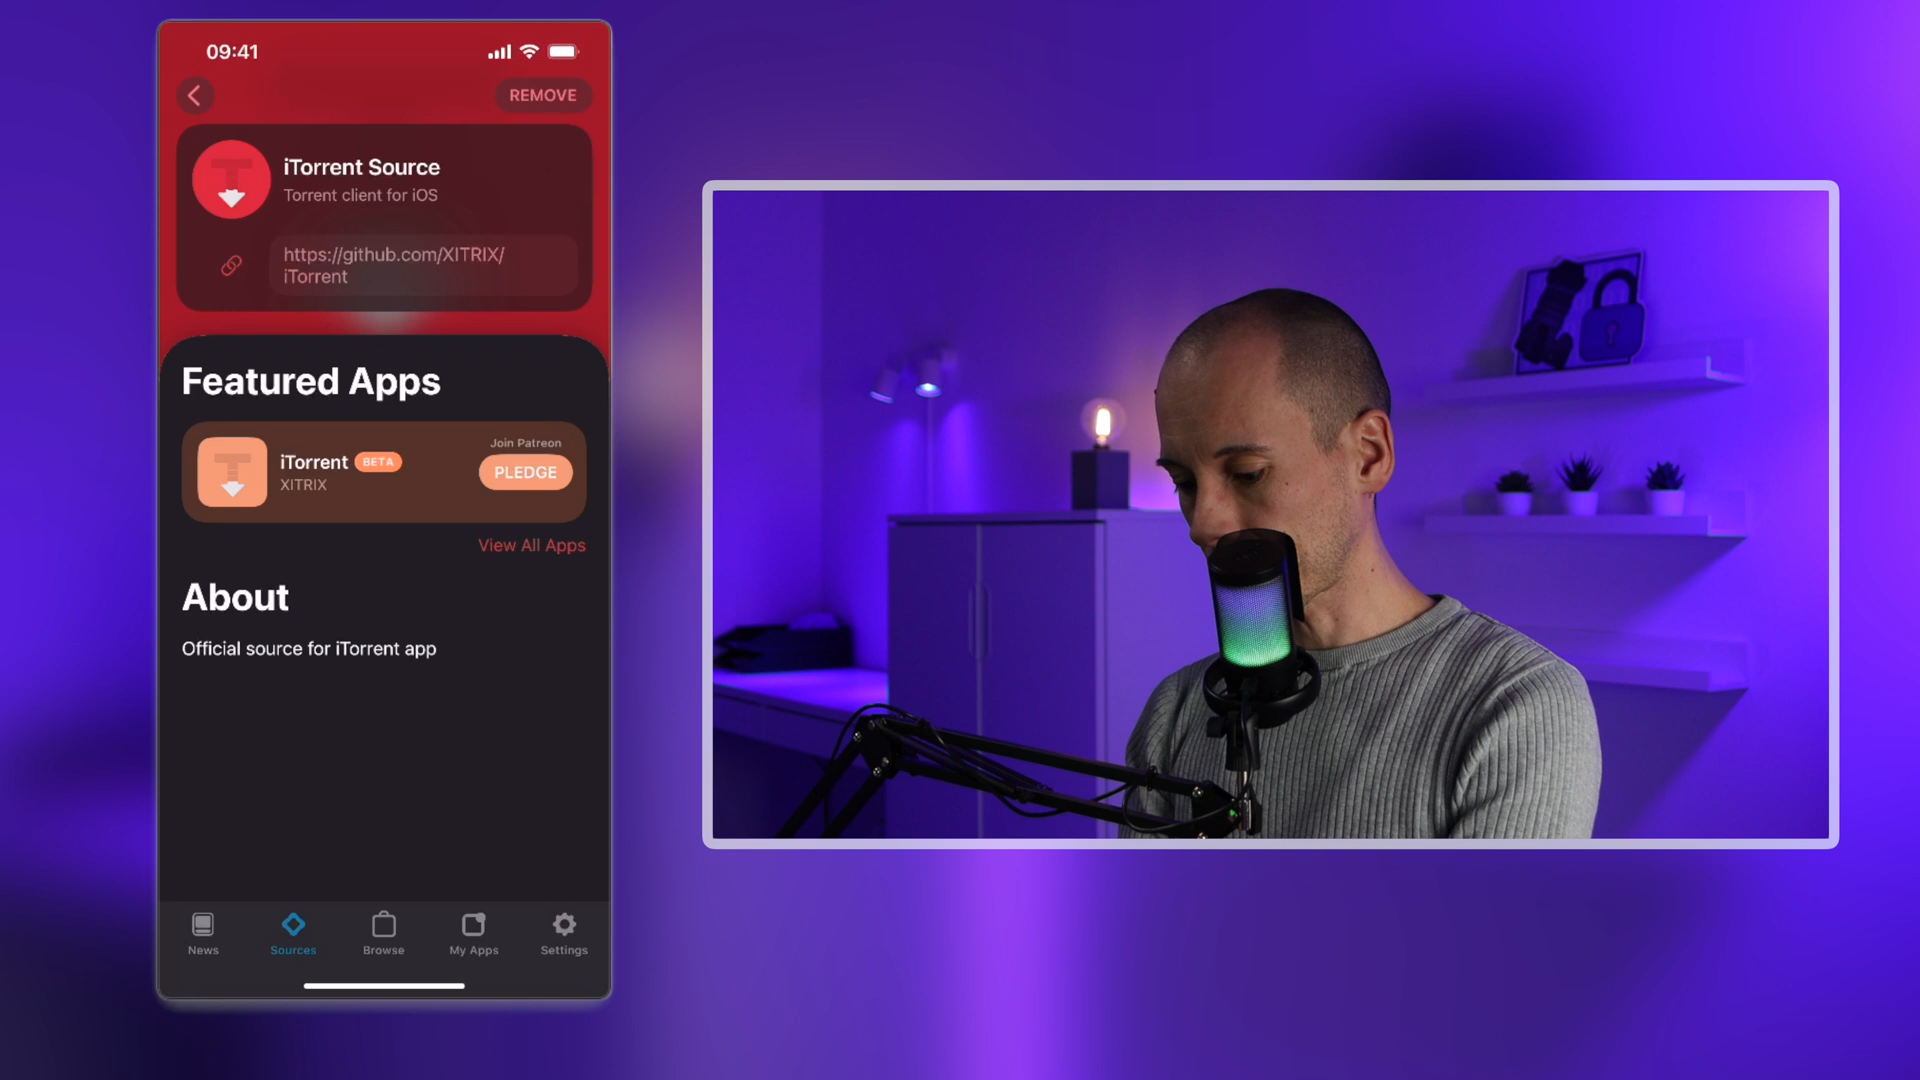 09:41
REMOVE
iTorrent Source
Torrent client for iOS
https://github.com/XITRIX/
iTorrent
Featured Apps
iTorrent BETA
XITRIX
Join Patreon
PLEDGE
View All Apps
About
Official source for iTorrent app
News
Sources
Browse
My Apps
Settings